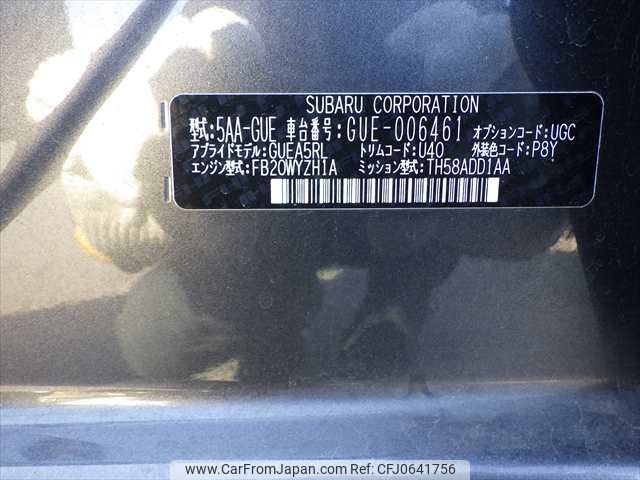 SUBARU CORPORATION
型式:5AA-GUE 車台番号:GUE-006461 オプションコード:UGC
アプライドモデル:GUEA5RL トリムコード:U40 外装色コード:P8Y
エンジン型式:FB20WYZH1A ミッション型式:TH58ADD1AA
www.CarFromJapan.com - Ref:CFJ0641756